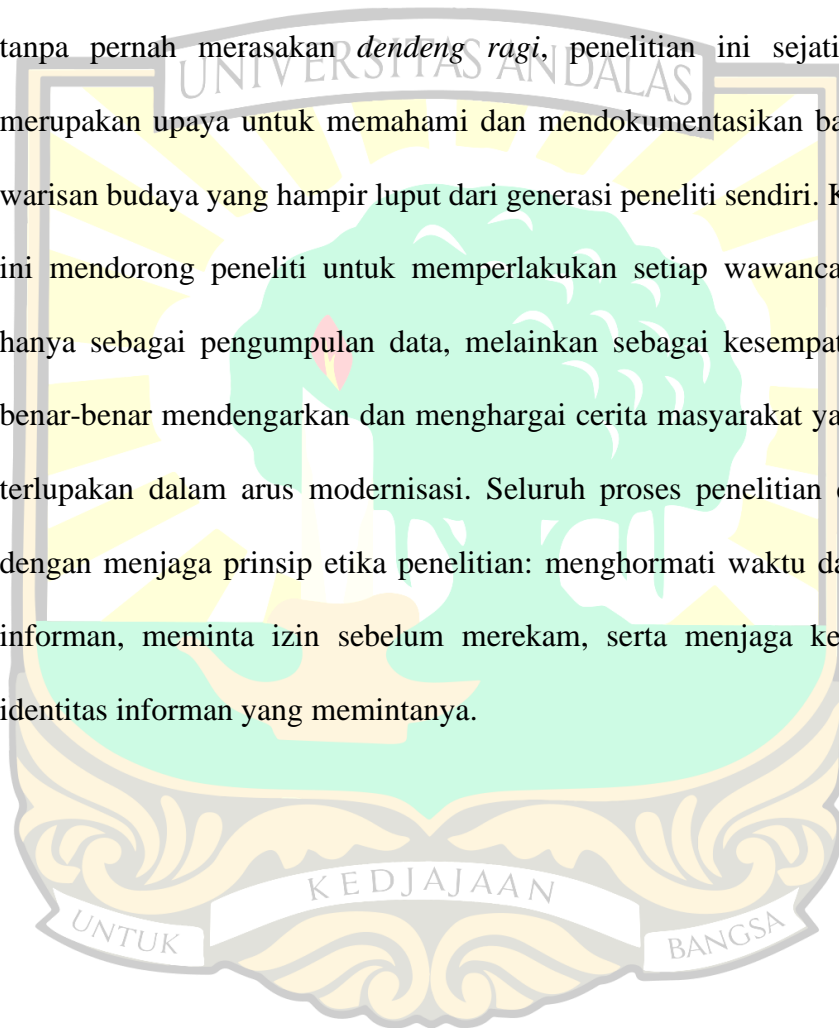 tanpa pernah merasakan dendeng ragi, penelitian ini sejati
UNIVERSITAS ANDALAS
merupakan upaya untuk memahami dan mendokumentasikan ba
warisan budaya yang hampir luput dari generasi peneliti sendiri. K
ini mendorong peneliti untuk memperlakukan setiap wawanca
hanya sebagai pengumpulan data, melainkan sebagai kesempat
benar-benar mendengarkan dan menghargai cerita masyarakat ya
terlupakan dalam arus modernisasi. Seluruh proses penelitian
dengan menjaga prinsip etika penelitian: menghormati waktu da
informan, meminta izin sebelum merekam, serta menjaga ke
identitas informan yang memintanya.
UNTUK KEDJAJAAN BANGSA